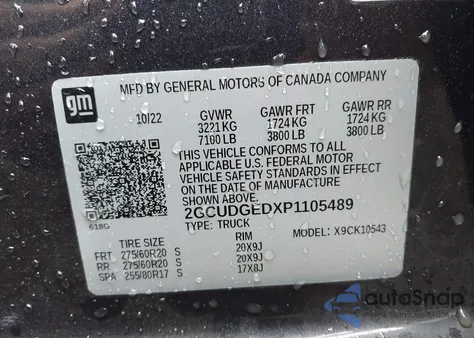 gm
MFD BY GENERAL MOTORS OF CANADA COMPANY
10/22 GVWR GAWR FRT GAWR RR
3221 KG 1724 KG 1724 KG
7100 LB 3800 LB 3800 LB
THIS VEHICLE CONFORMS TO ALL
APPLICABLE U.S. FEDERAL MOTOR
VEHICLE SAFETY STANDARDS IN EFFECT
ON THE DATE OF MANUFACTURE
2GCUDGEDXP1105489
618G TYPE: TRUCK MODEL: X9CK10543
TIRE SIZE RIM
FRT 275/60R20 S 20X9J
RR 275/60R20 S 20X9J
SPA 255/80R17 S 17X8J
autoSnap